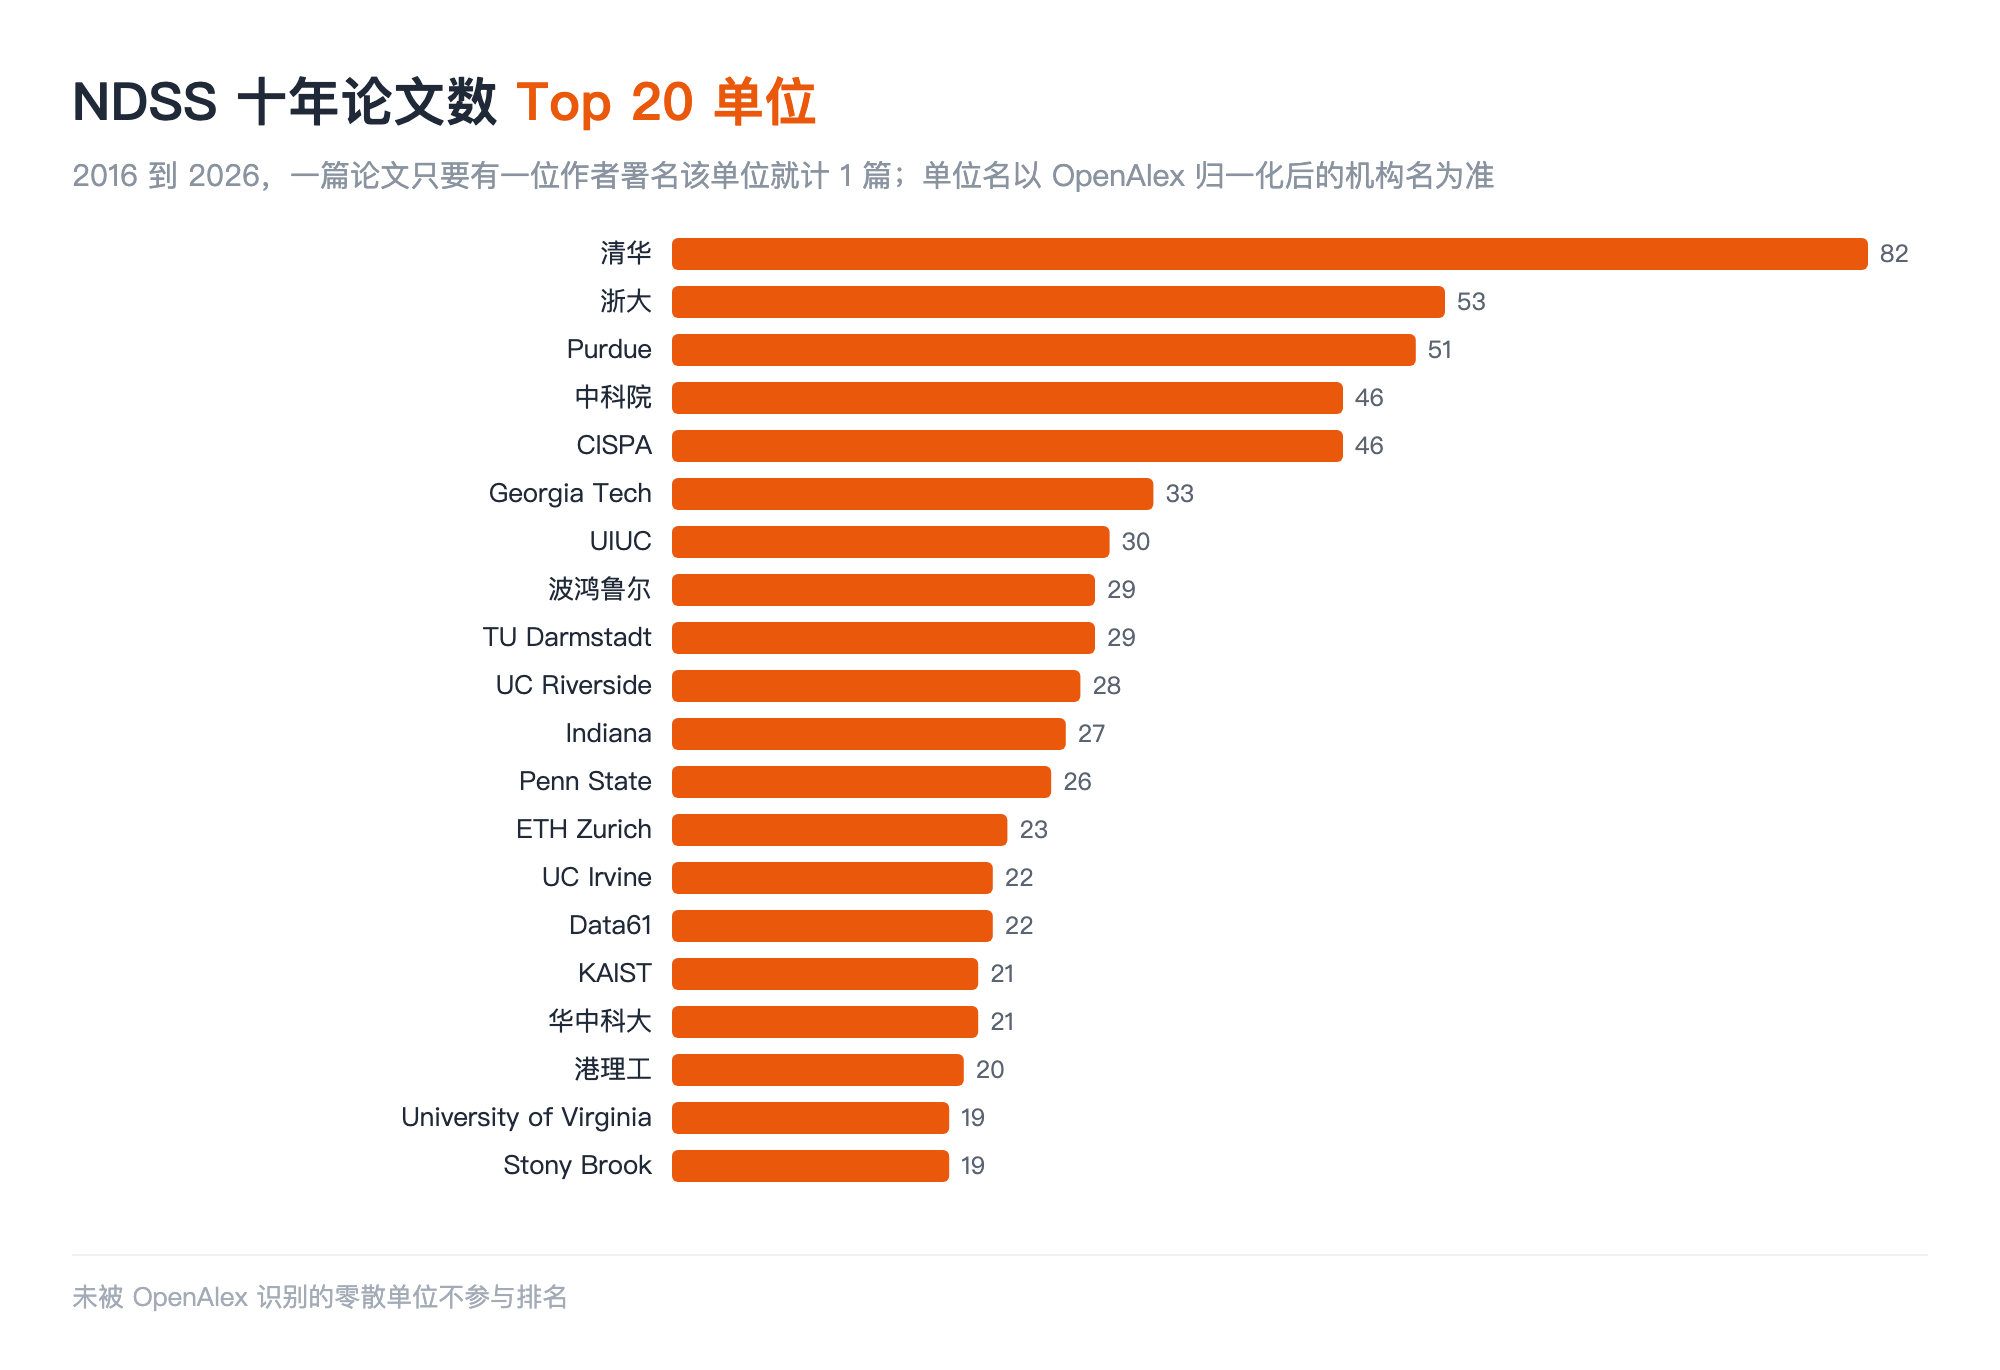 NDSS 十年论文数 Top 20 单位
2016 到 2026，一篇论文只要有一位作者署名该单位就计 1 篇；单位名以 OpenAlex 归一化后的机构名为准
清华 82
浙大 53
Purdue 51
中科院 46
CISPA 46
Georgia Tech 33
UIUC 30
波鸿鲁尔 29
TU Darmstadt 29
UC Riverside 28
Indiana 27
Penn State 26
ETH Zurich 23
UC Irvine 22
Data61 22
KAIST 21
华中科大 21
港理工 20
University of Virginia 19
Stony Brook 19
未被 OpenAlex 识别的零散单位不参与排名